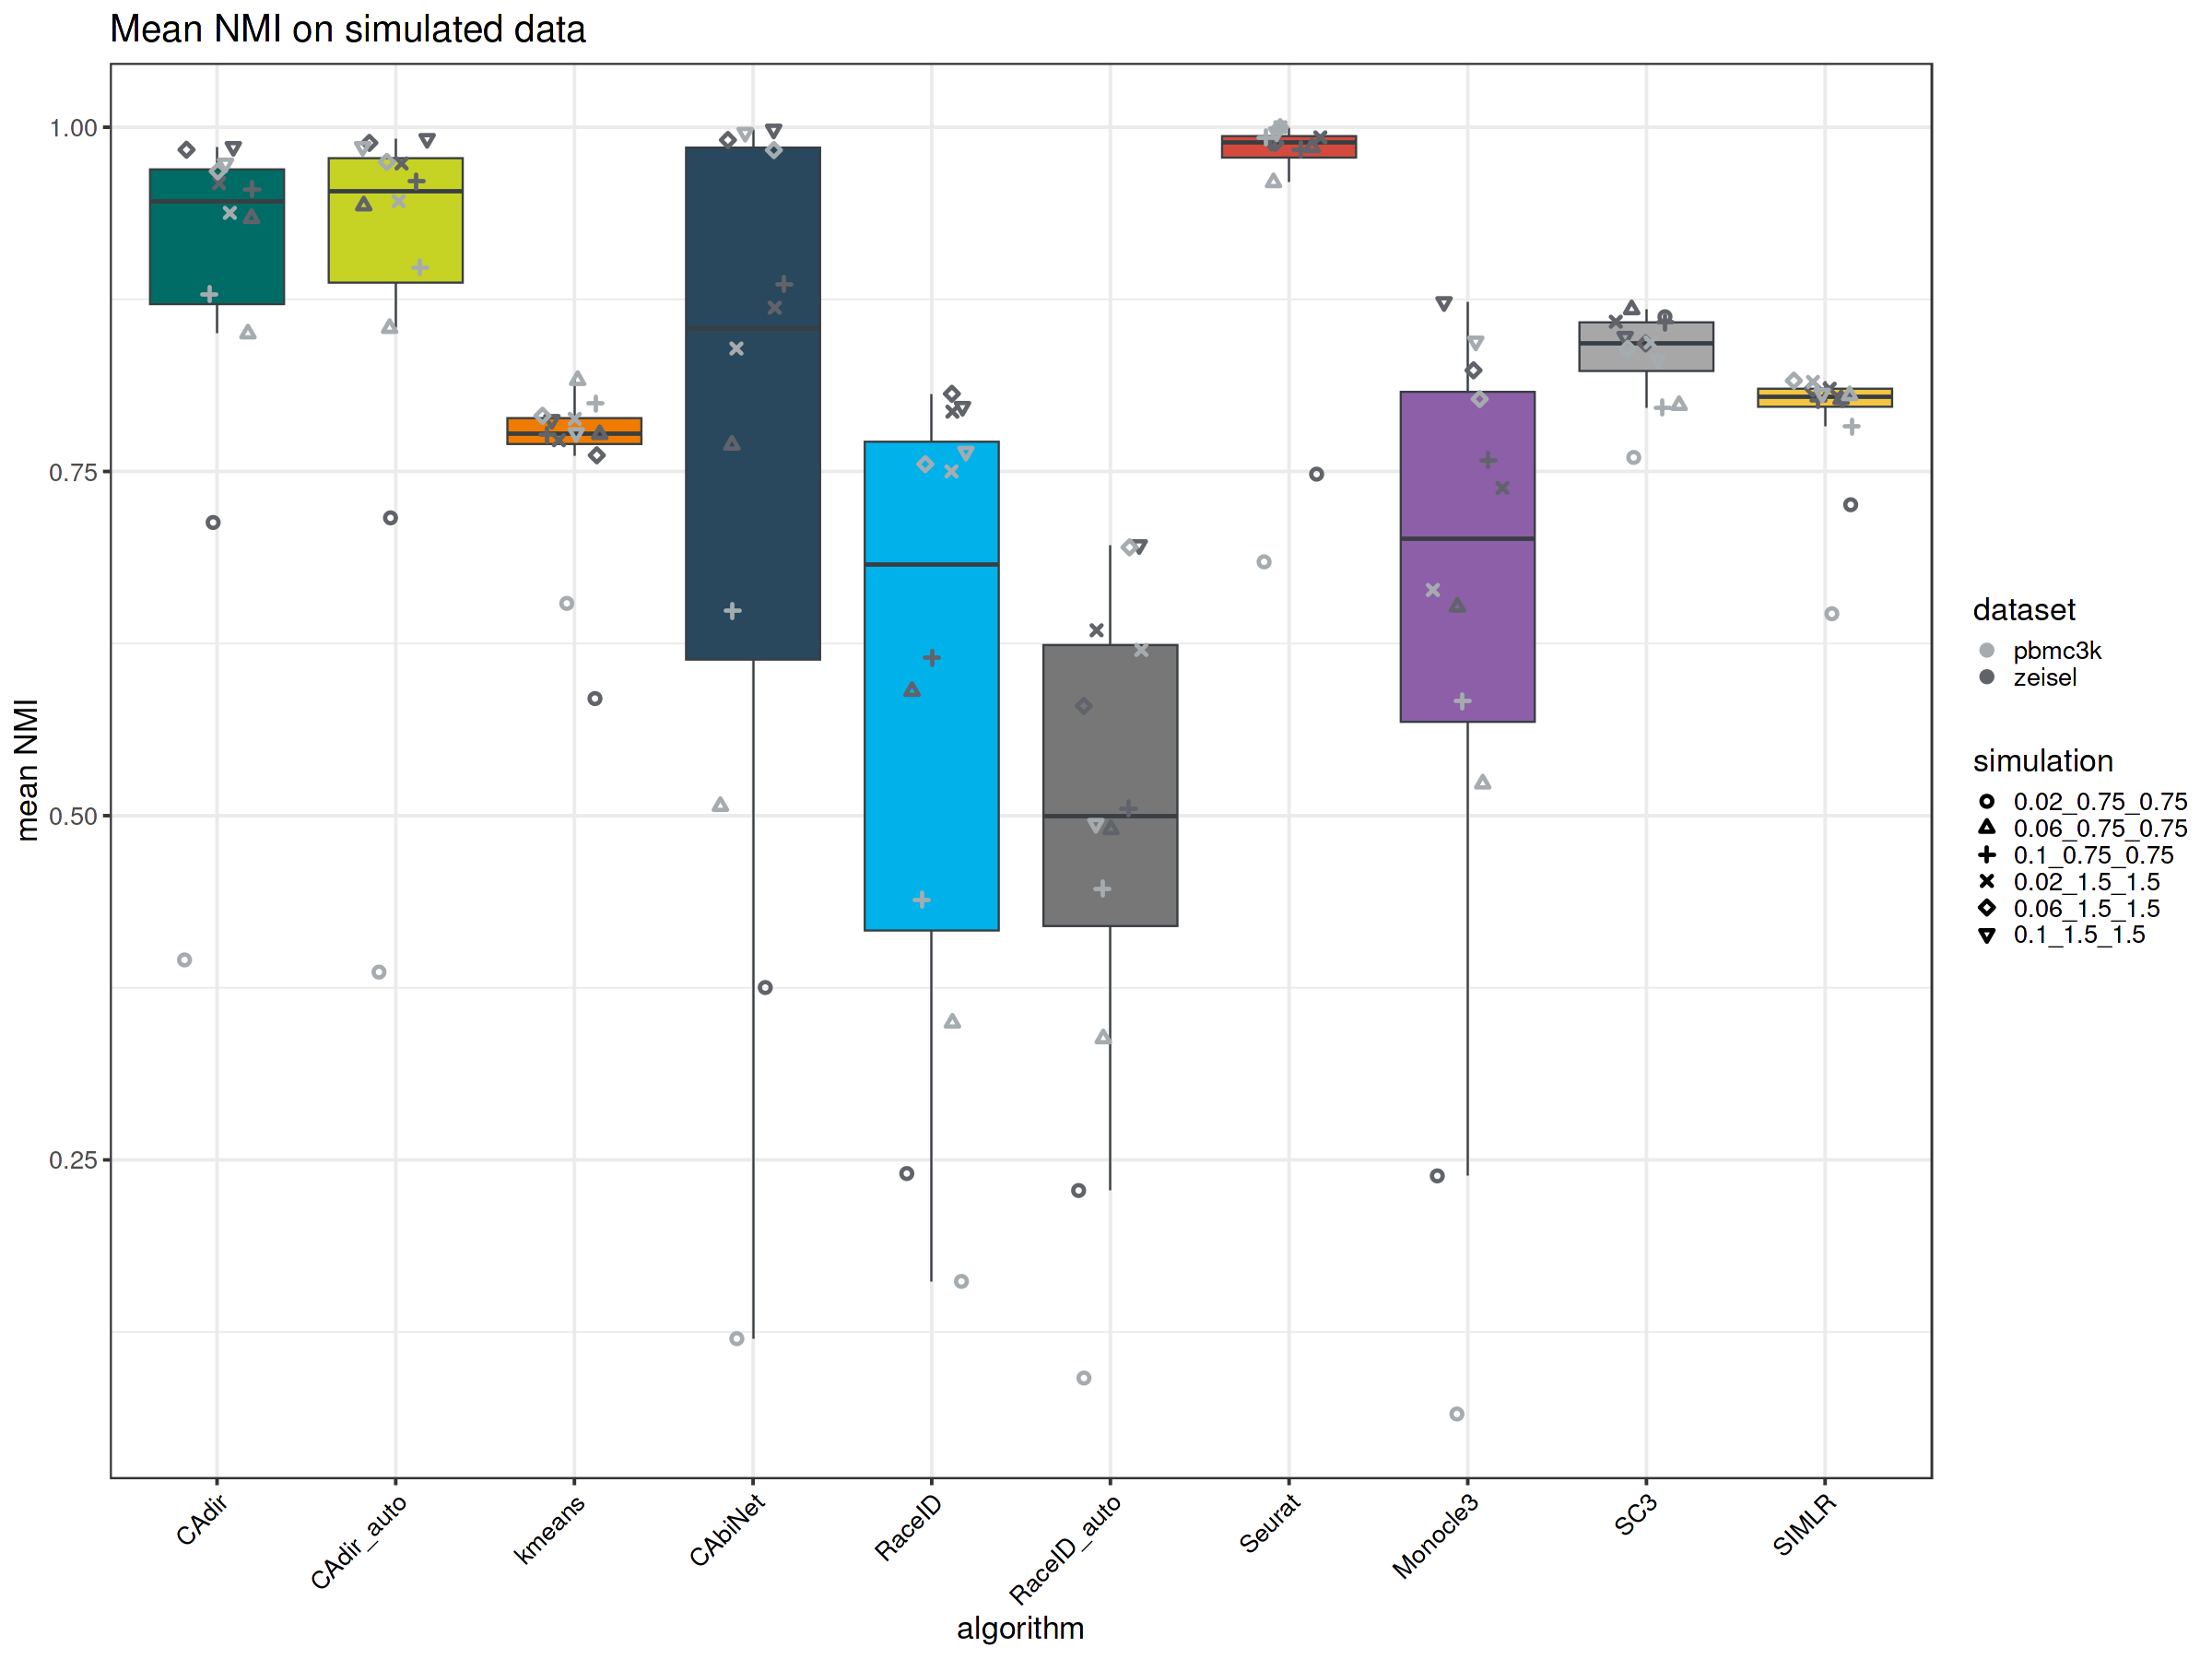 Mean NMI on simulated data
mean NMI
1.00
0.75
0.50
0.25
CAdir
CAdir_auto
kmeans
CAbiNet
RaceID
RaceID_auto
Seurat
Monocle3
SC3
SIMLR
algorithm
dataset
pbmc3k
zeisel
simulation
0.02_0.75_0.75
0.06_0.75_0.75
0.1_0.75_0.75
0.02_1.5_1.5
0.06_1.5_1.5
0.1_1.5_1.5